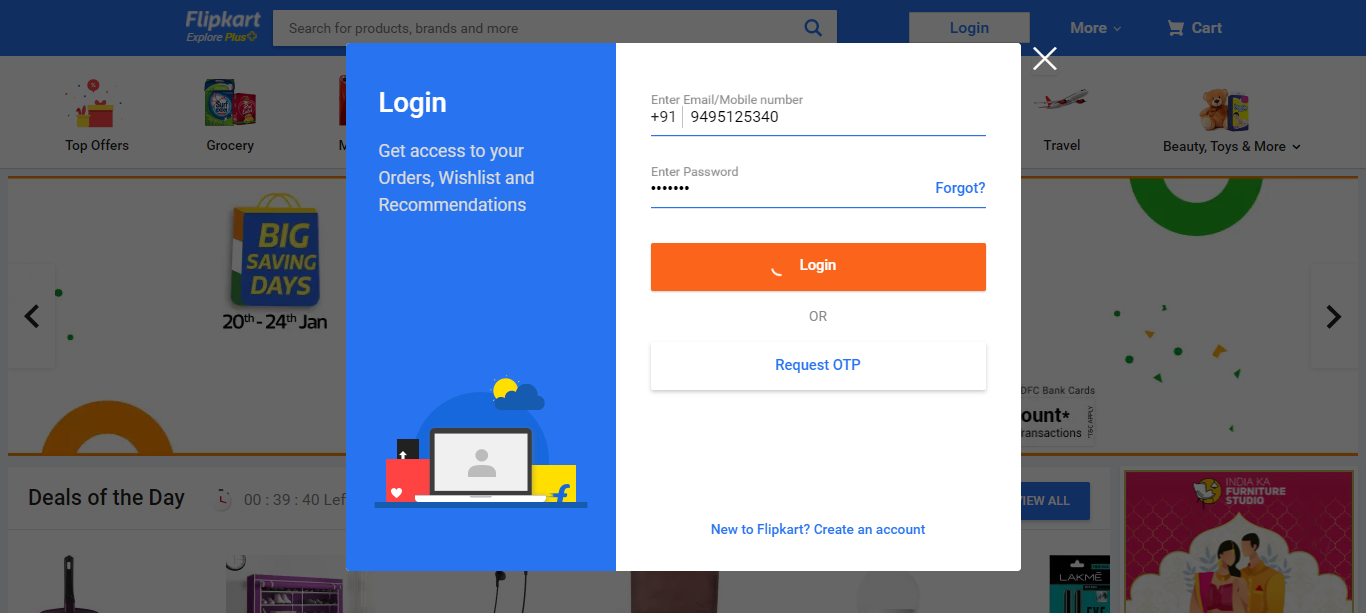 Flipkart
Explore Plus
Search for products, brands and more
Login
More
Cart
Top Offers
Grocery
M
Travel
Beauty, Toys & More
Login
Get access to your
Orders, Wishlist and
Recommendations
Enter Email/Mobile number
+91 9495125340
Enter Password
Forgot?
Login
OR
Request OTP
New to Flipkart? Create an account
BIG
SAVING
DAYS
20th - 24th Jan
DFC Bank Cards
ount*
ransactions
*T&C APPLY
Deals of the Day
00 : 39 : 40 Lef
VIEW ALL
INDIA KA
FURNITURE
STUDIO
LAKMÉ
EYE